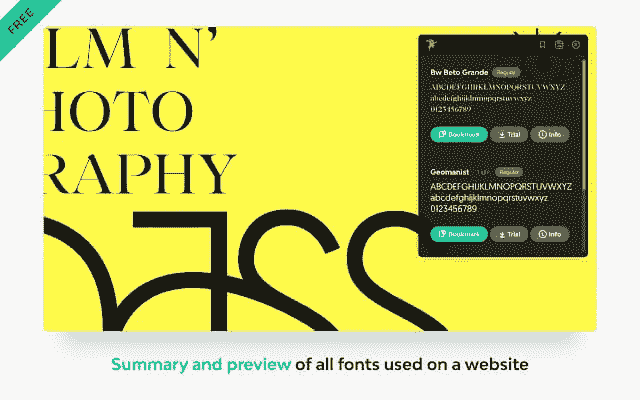 FREE
LM N'
HOTO
RAPHY
Bw Beto Grande Regular
ABCDEFGHIJKLMNOPQRSTUVWXYZ
abcdefghijklmnopqrstuvwxyz
0123456789
Bookmark Trial Info
Geomanist Regular
ABCDEFGHIJKLMNOPQRSTUVWXYZ
abcdefghijklmnopqrstuvwxyz
0123456789
Bookmark Trial Info
Summary and preview of all fonts used on a website